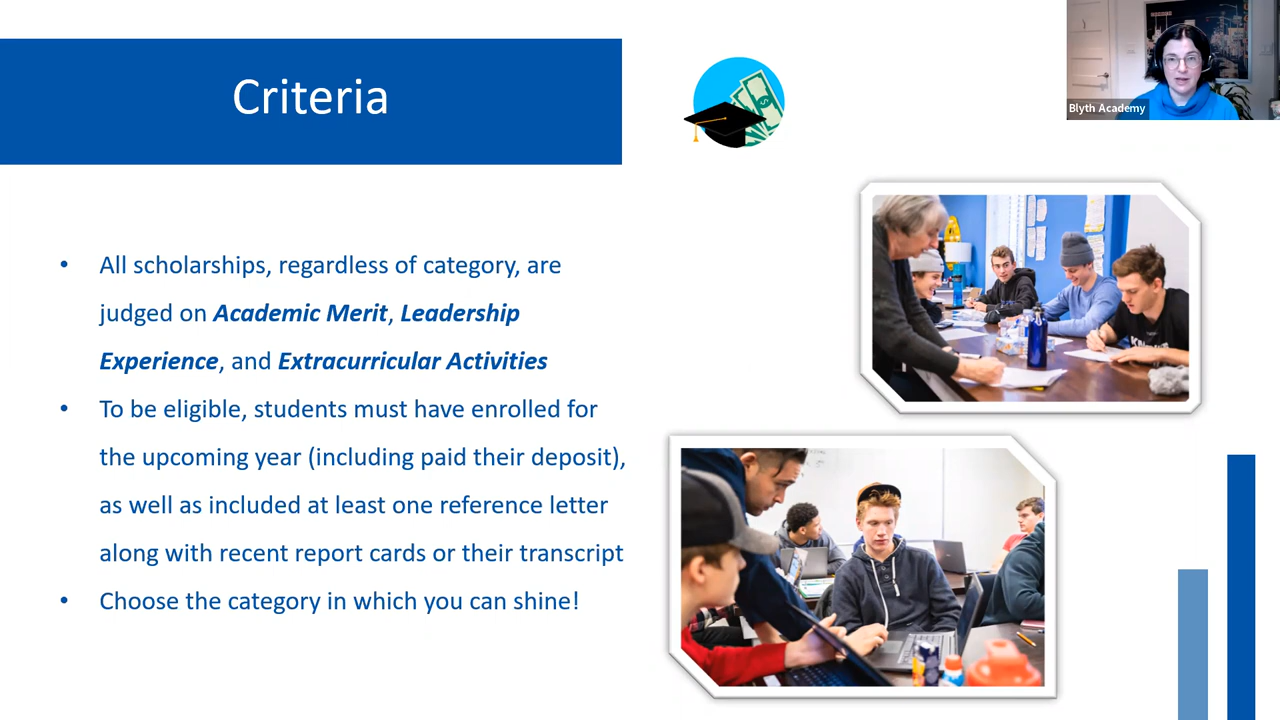 Criteria
Blyth Academy
• All scholarships, regardless of category, are
judged on Academic Merit, Leadership
Experience, and Extracurricular Activities
• To be eligible, students must have enrolled for
the upcoming year (including paid their deposit),
as well as included at least one reference letter
along with recent report cards or their transcript
• Choose the category in which you can shine!